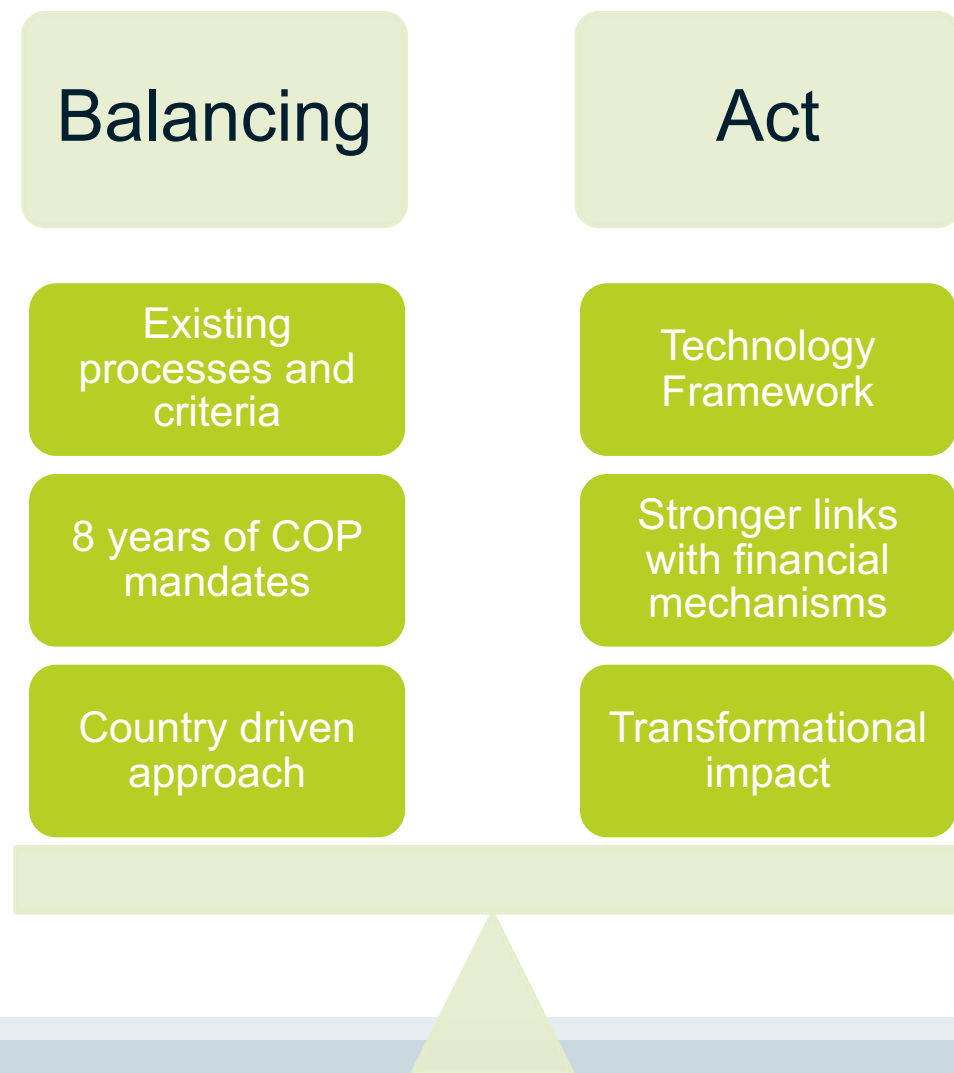 Balancing
Act
Existing
processes and
criteria
8 years of COP
mandates
Country driven
approach
Technology
Framework
Stronger links
with financial
mechanisms
Transformational
impact